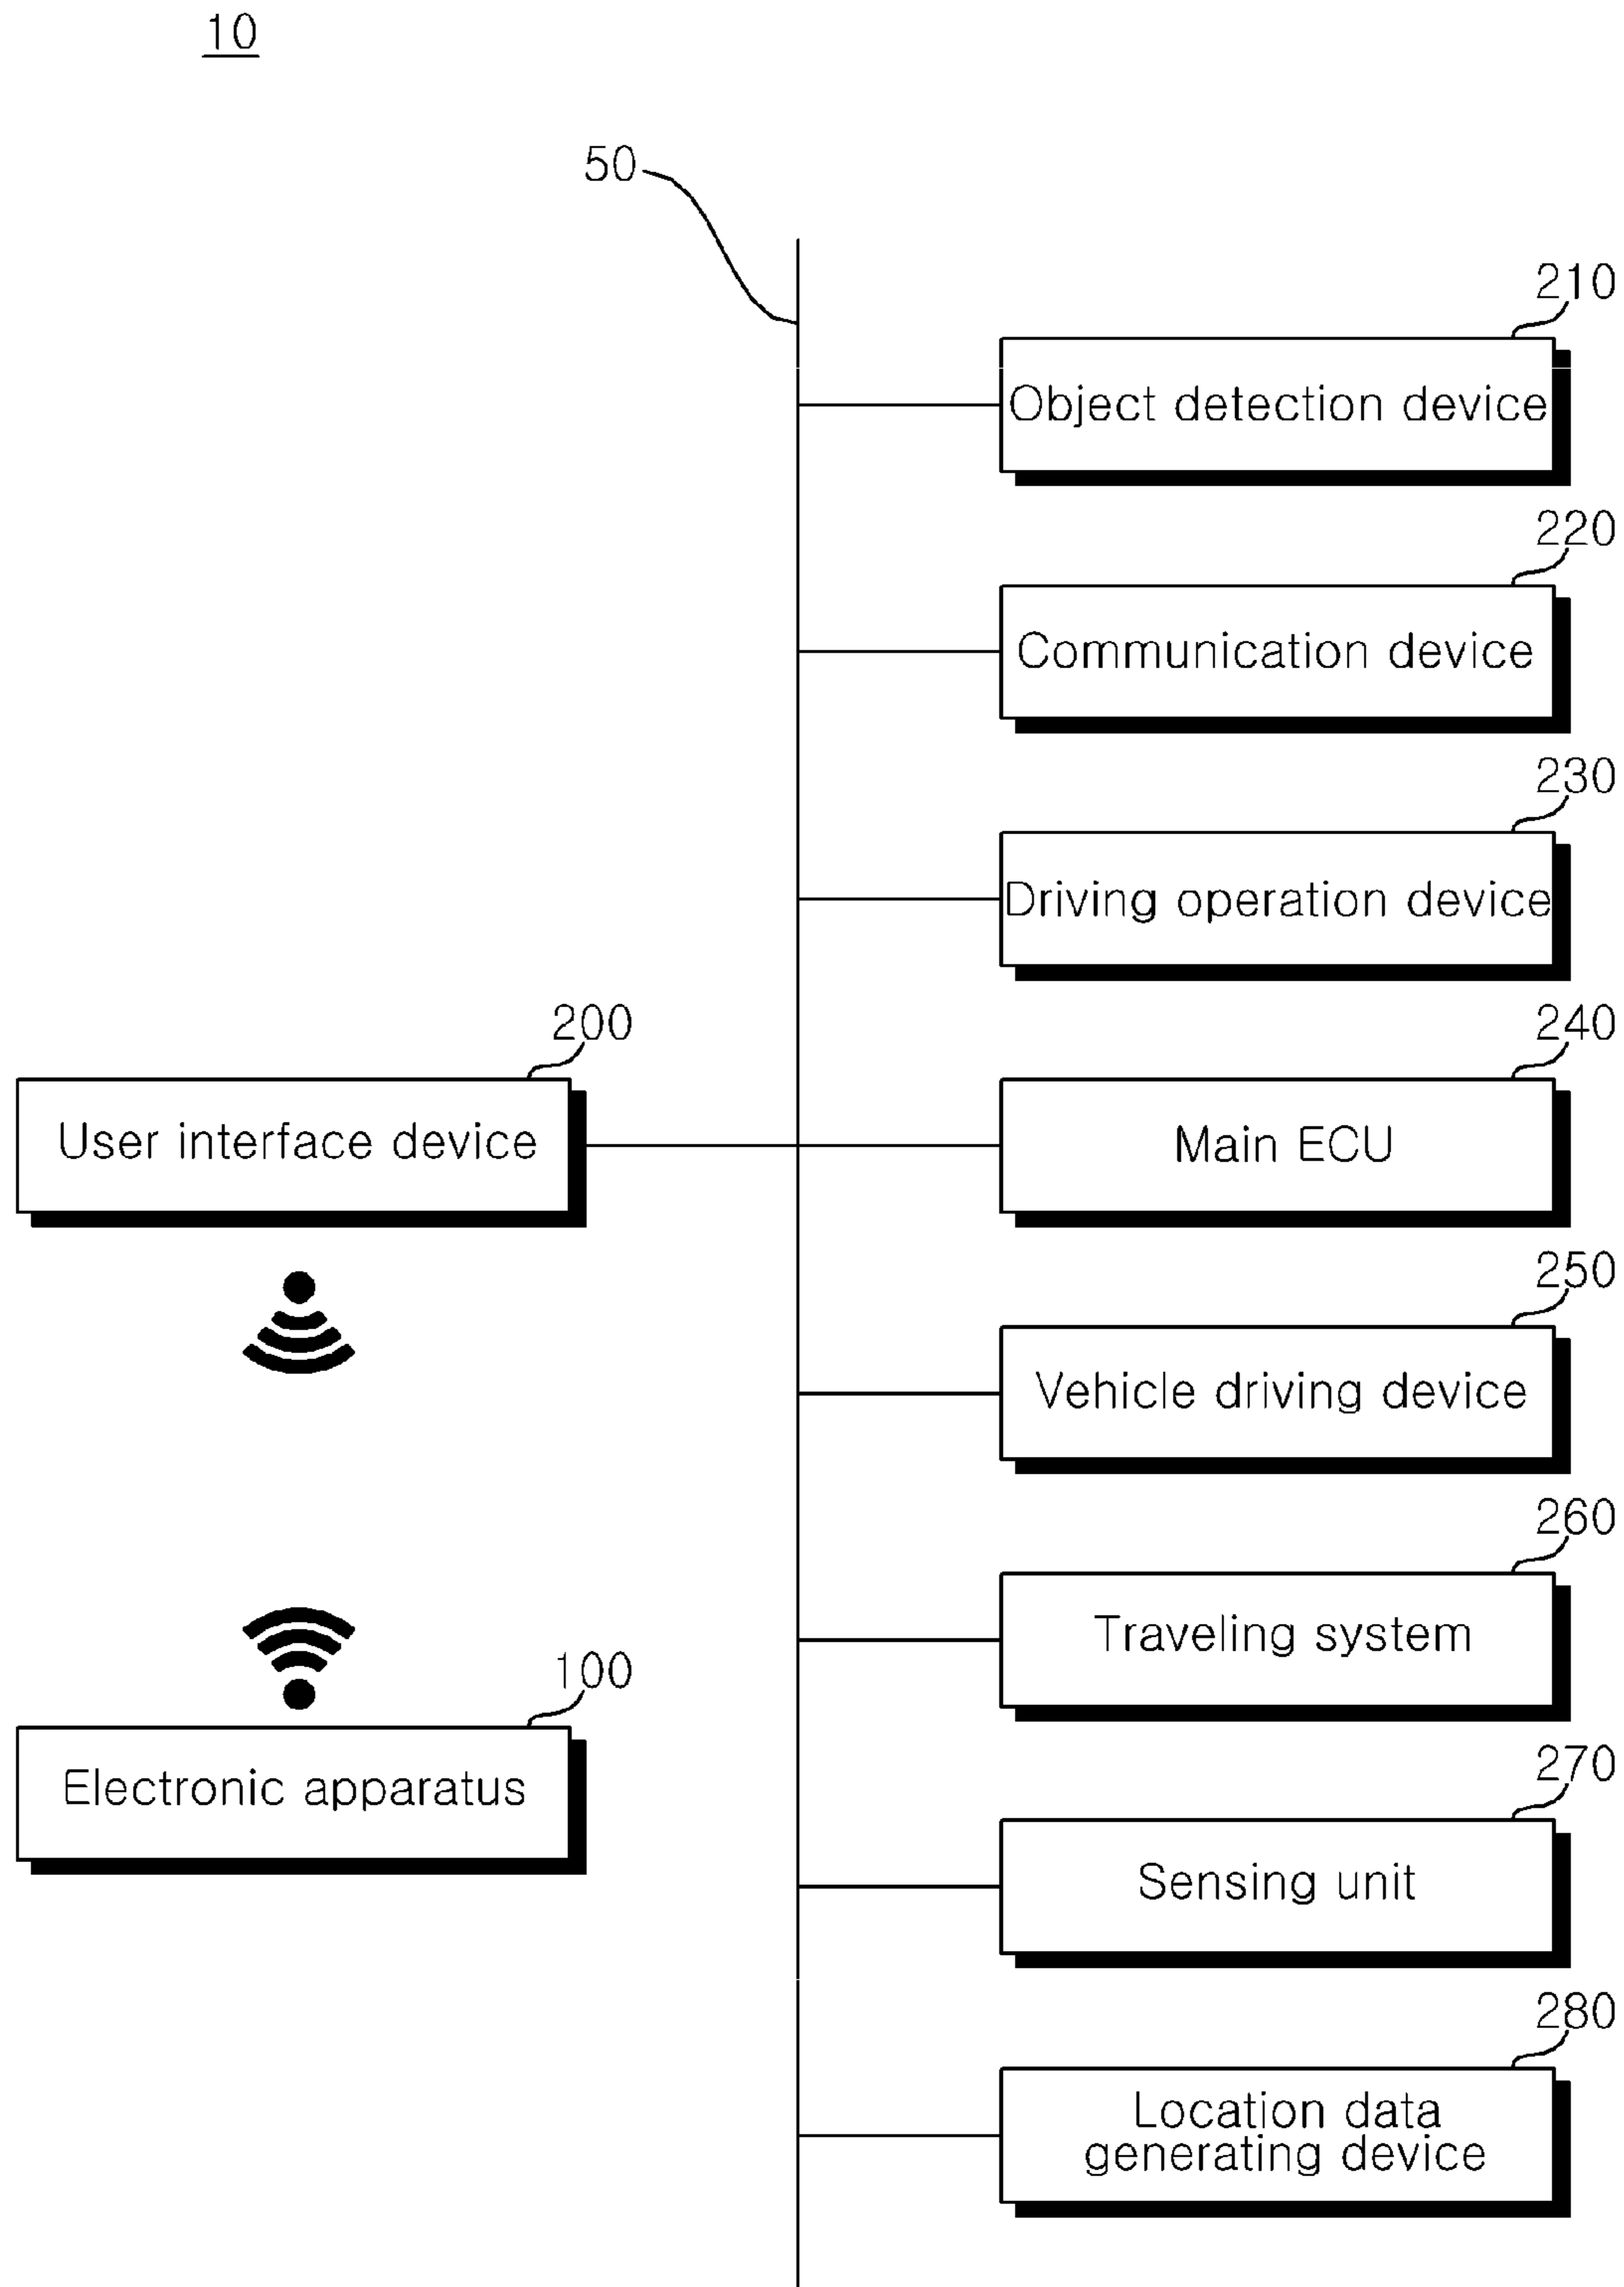 10
50
210
Object detection device
220
Communication device
230
Driving operation device
200
240
User interface device
Main ECU
250
Vehicle driving device
260
Traveling system
100
Electronic apparatus
270
Sensing unit
280
Location data
generating device